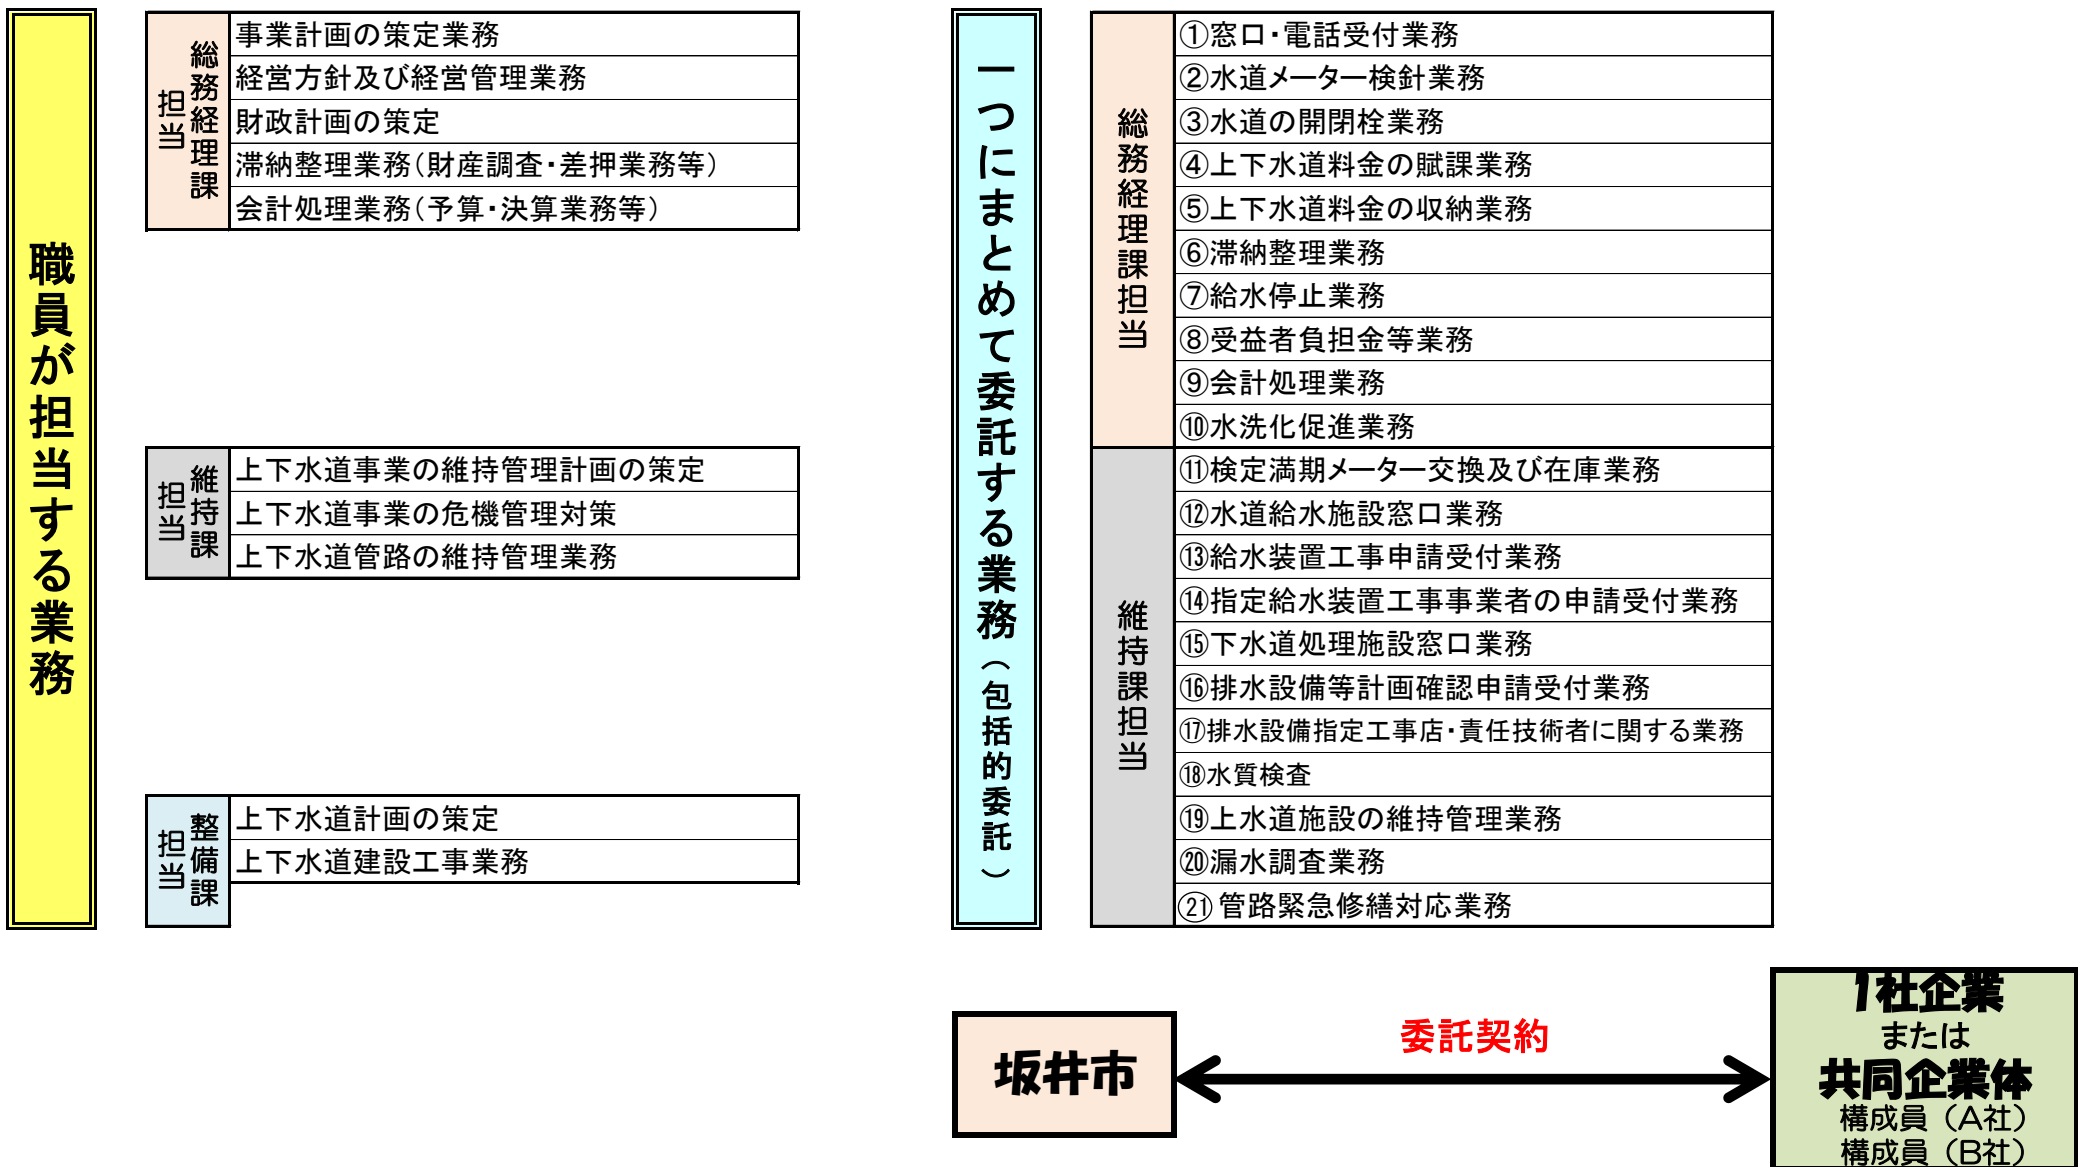 職員が担当する業務
総務経理課
担当
事業計画の策定業務
経営方針及び経営管理業務
財政計画の策定
滞納整理業務（財産調査・差押業務等）
会計処理業務（予算・決算業務等）
維持課
担当
上下水道事業の維持管理計画の策定
上下水道事業の危機管理対策
上下水道管路の維持管理業務
整備課
担当
上下水道計画の策定
上下水道建設工事業務
一つにまとめて委託する業務（包括的委託）
総務経理課担当
①窓口・電話受付業務
②水道メーター検針業務
③水道の開閉栓業務
④上下水道料金の賦課業務
⑤上下水道料金の収納業務
⑥滞納整理業務
⑦給水停止業務
⑧受益者負担金等業務
⑨会計処理業務
⑩水洗化促進業務
維持課担当
⑪検定満期メーター交換及び在庫業務
⑫水道給水施設窓口業務
⑬給水装置工事申請受付業務
⑭指定給水装置工事事業者の申請受付業務
⑮下水道処理施設窓口業務
⑯排水設備等計画確認申請受付業務
⑰排水設備指定工事店・責任技術者に関する業務
⑱水質検査
⑲上水道施設の維持管理業務
⑳漏水調査業務
㉑管路緊急修繕対応業務
坂井市
委託契約
1社企業
または
共同企業体
構成員（A社）
構成員（B社）